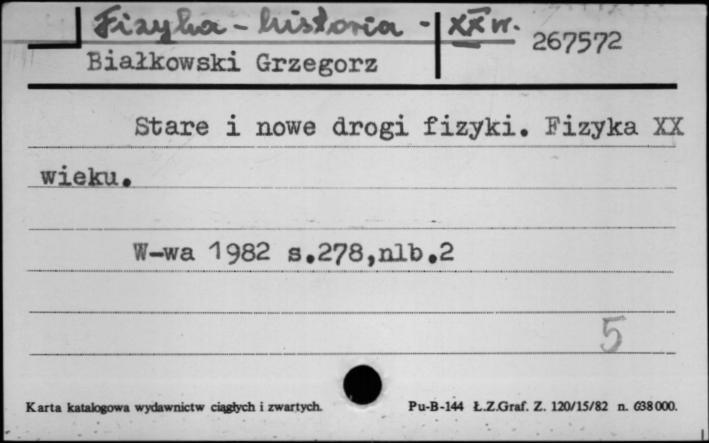 Fizyka - historia - XX w.
267572
Białkowski Grzegorz
Stare i nowe drogi fizyki. Fizyka XX
wieku.
W-wa 1982 s.278,nlb.2
5
Karta katalogowa wydawnictw ciągłych i zwartych. Pu-B-144 Ł.Z.Graf. Z. 120/15/82 n. 638000.